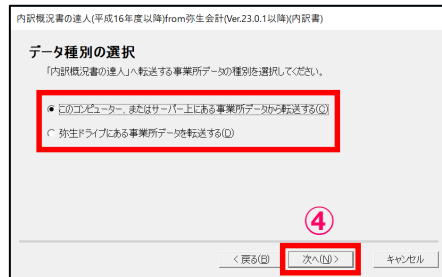 内訳概況書の達人(平成16年度以降)from弥生会計(Ver.23.0.1以降)(内訳書)
データ種別の選択
「内訳概況書の達人」へ転送する事業所データの種別を選択してください。
このコンピューター、またはサーバー上にある事業所データから転送する(C)
弥生ドライブにある事業所データを転送する(D)
④
< 戻る(B) 次へ(N) > キャンセル